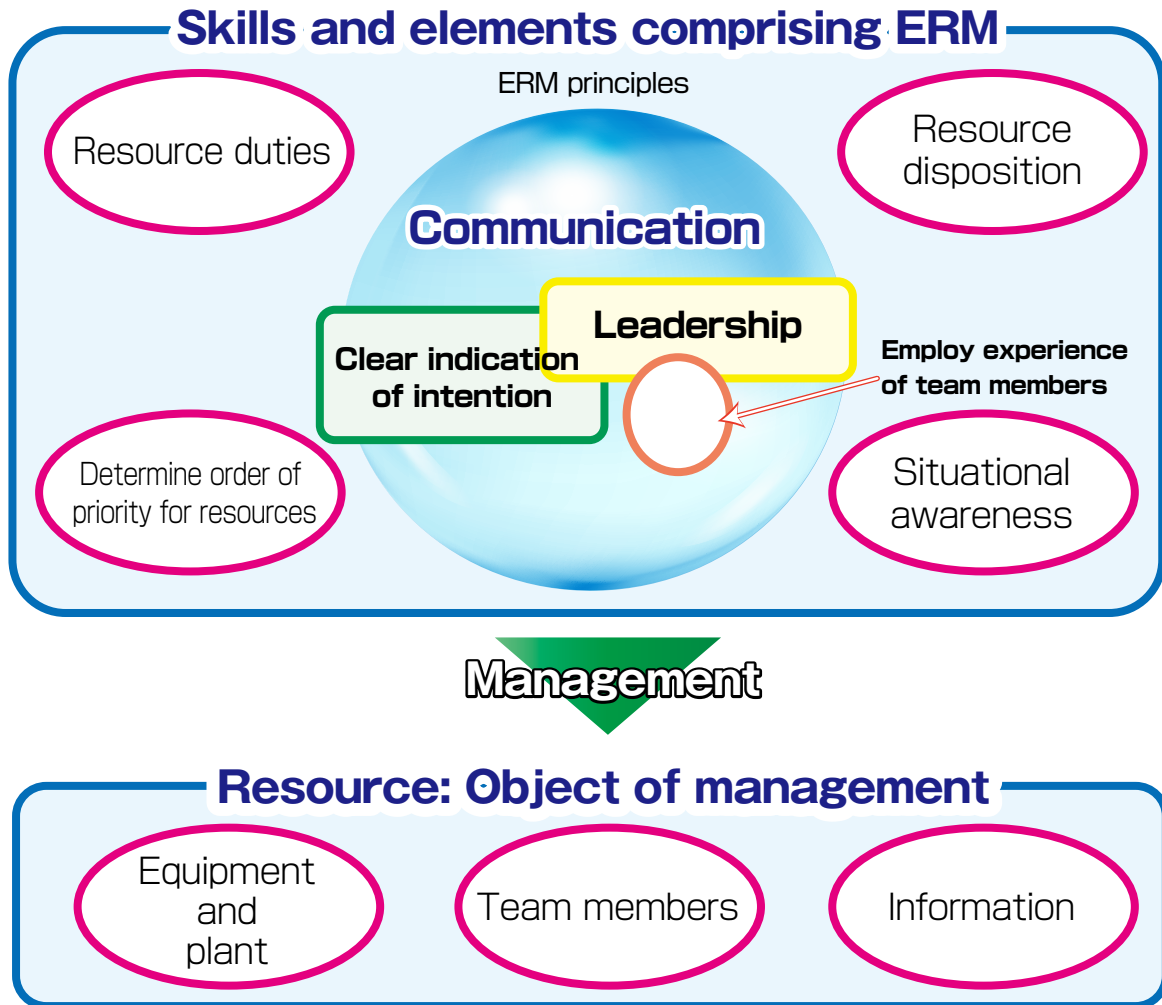 Skills and elements comprising ERM
ERM principles
Resource duties
Resource
disposition
Communication
Leadership
Clear indication
of intention
Employ experience
of team members
Determine order of
priority for resources
Situational
awareness
Management
Resource: Object of management
Equipment
and
plant
Team members
Information